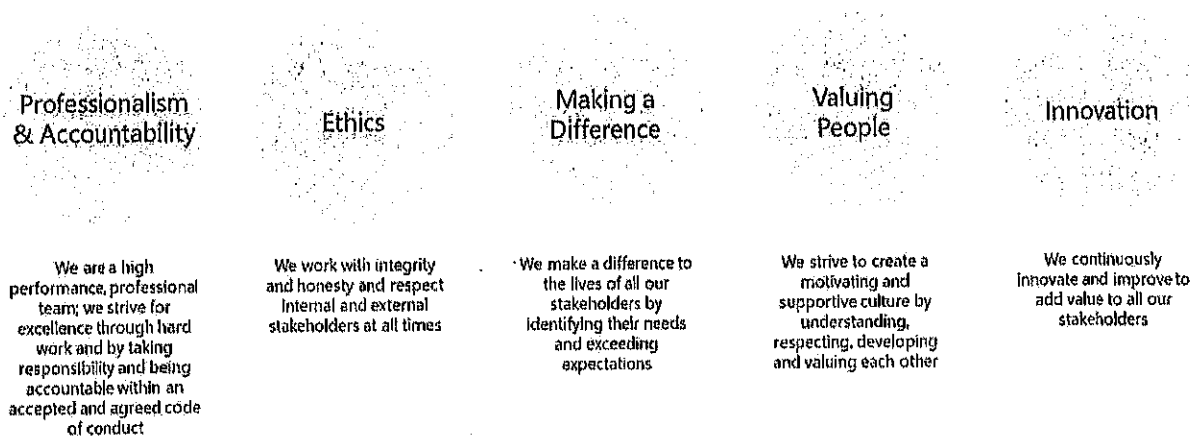 Professionalism
& Accountability
We are a high
performance, professional
team; we strive for
excellence through hard
work and by taking
responsibility and being
accountable within an
accepted and agreed code
of conduct
Ethics
We work with integrity
and honesty and respect
internal and external
stakeholders at all times
Making a
Difference
We make a difference to
the lives of all our
stakeholders by
identifying their needs
and exceeding
expectations
Valuing
People
We strive to create a
motivating and
supportive culture by
understanding,
respecting, developing
and valuing each other
Innovation
We continuously
innovate and improve to
add value to all our
stakeholders